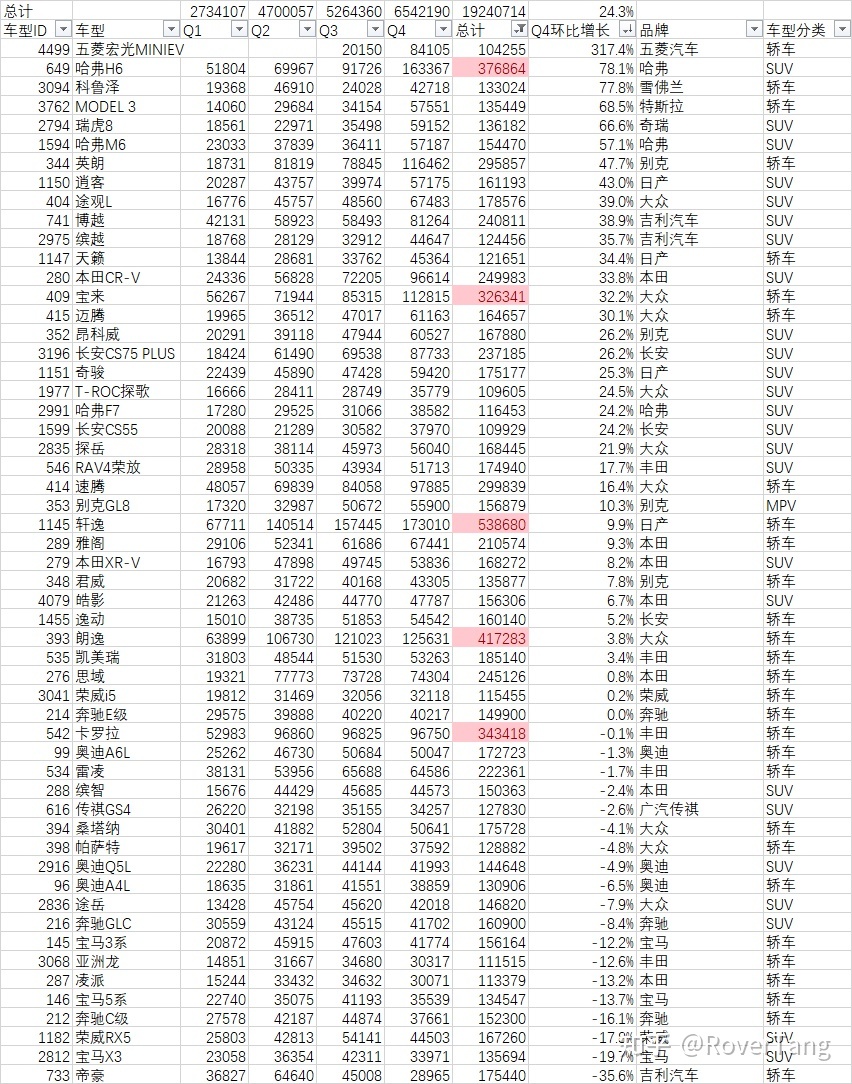 总计 2734107 4700057 5264360 6542190 19240714 24.3%
车型ID 车型 Q1 Q2 Q3 Q4 总计 Q4环比增长 品牌 车型分类
4499 五菱宏光MINIEV 20150 84105 104255 317.4% 五菱汽车 轿车
649 哈弗H6 51804 69967 91726 163367 376864 78.1% 哈弗 SUV
3094 科鲁泽 19368 46910 24028 42718 133024 77.8% 雪佛兰 轿车
3762 MODEL 3 14060 29684 34154 57551 135449 68.5% 特斯拉 轿车
2794 瑞虎8 18561 22971 35498 59152 136182 66.6% 奇瑞 SUV
1594 哈弗M6 23033 37839 36411 57187 154470 57.1% 哈弗 SUV
344 英朗 18731 81819 78845 116462 295857 47.7% 别克 轿车
1150 逍客 20287 43757 39974 57175 161193 43.0% 日产 SUV
404 途观L 16776 45757 48560 67483 178576 39.0% 大众 SUV
741 博越 42131 58923 58493 81264 240811 38.9% 吉利汽车 SUV
2975 缤越 18768 28129 32912 44647 124456 35.7% 吉利汽车 SUV
1147 天籁 13844 28681 33762 45364 121651 34.4% 日产 轿车
280 本田CR-V 24336 56828 72205 96614 249983 33.8% 本田 SUV
409 宝来 56267 71944 85315 112815 326341 32.2% 大众 轿车
415 迈腾 19965 36512 47017 61163 164657 30.1% 大众 轿车
352 昂科威 20291 39118 47944 60527 167880 26.2% 别克 SUV
3196 长安CS75 PLUS 18424 61490 69538 87733 237185 26.2% 长安 SUV
1151 奇骏 22439 45890 47428 59420 175177 25.3% 日产 SUV
1977 T-ROC探歌 16666 28411 28749 35779 109605 24.5% 大众 SUV
2991 哈弗F7 17280 29525 31066 38582 116453 24.2% 哈弗 SUV
1599 长安CS55 20088 21289 30582 37970 109929 24.2% 长安 SUV
2835 探岳 28318 38114 45973 56040 168445 21.9% 大众 SUV
546 RAV4荣放 28958 50335 43934 51713 174940 17.7% 丰田 SUV
414 速腾 48057 69839 84058 97885 299839 16.4% 大众 轿车
353 别克GL8 17320 32987 50672 55900 156879 10.3% 别克 MPV
1145 轩逸 67711 140514 157445 173010 538680 9.9% 日产 轿车
289 雅阁 29106 52341 61686 67441 210574 9.3% 本田 轿车
279 本田XR-V 16793 47898 49745 53836 168272 8.2% 本田 SUV
348 君威 20682 31722 40168 43305 135877 7.8% 别克 轿车
4079 皓影 21263 42486 44770 47787 156306 6.7% 本田 SUV
1455 逸动 15010 38735 51853 54542 160140 5.2% 长安 轿车
393 朗逸 63899 106730 121023 125631 417283 3.8% 大众 轿车
535 凯美瑞 31803 48544 51530 53263 185140 3.4% 丰田 轿车
276 思域 19321 77773 73728 74304 245126 0.8% 本田 轿车
3041 荣威i5 19812 31469 32056 32118 115455 0.2% 荣威 轿车
214 奔驰E级 29575 39888 40220 40217 149900 0.0% 奔驰 轿车
542 卡罗拉 52983 96860 96825 96750 343418 -0.1% 丰田 轿车
99 奥迪A6L 25262 46730 50684 50047 172723 -1.3% 奥迪 轿车
534 雷凌 38131 53956 65688 64586 222361 -1.7% 丰田 轿车
288 缤智 15676 44429 45685 44573 150363 -2.4% 本田 SUV
616 传祺GS4 26220 32198 35155 34257 127830 -2.6% 广汽传祺 SUV
394 桑塔纳 30401 41882 52804 50641 175728 -4.1% 大众 轿车
398 帕萨特 19617 32171 39502 37592 128882 -4.8% 大众 轿车
2916 奥迪Q5L 22280 36231 44144 41993 144648 -4.9% 奥迪 SUV
96 奥迪A4L 18635 31861 41551 38859 130906 -6.5% 奥迪 轿车
2836 途岳 13428 45754 45620 42018 146820 -7.9% 大众 SUV
216 奔驰GLC 30559 43124 45515 41702 160900 -8.4% 奔驰 SUV
145 宝马3系 20872 45915 47603 41774 156164 -12.2% 宝马 轿车
3068 亚洲龙 14851 31667 34680 30317 111515 -12.6% 丰田 轿车
287 凌派 15244 33432 34632 30071 113379 -13.2% 本田 轿车
146 宝马5系 22740 35075 41193 35539 134547 -13.7% 宝马 轿车
212 奔驰C级 27578 42187 44874 37661 152300 -16.1% 奔驰 轿车
1182 荣威RX5 25803 42813 54141 44503 167260 荣威 SUV
2812 宝马X3 23058 36354 42311 33971 135694 -19.7% 宝马 SUV
733 帝豪 36827 64640 45008 28965 175440 -35.6% 吉利汽车 轿车
知乎 @RoverTang